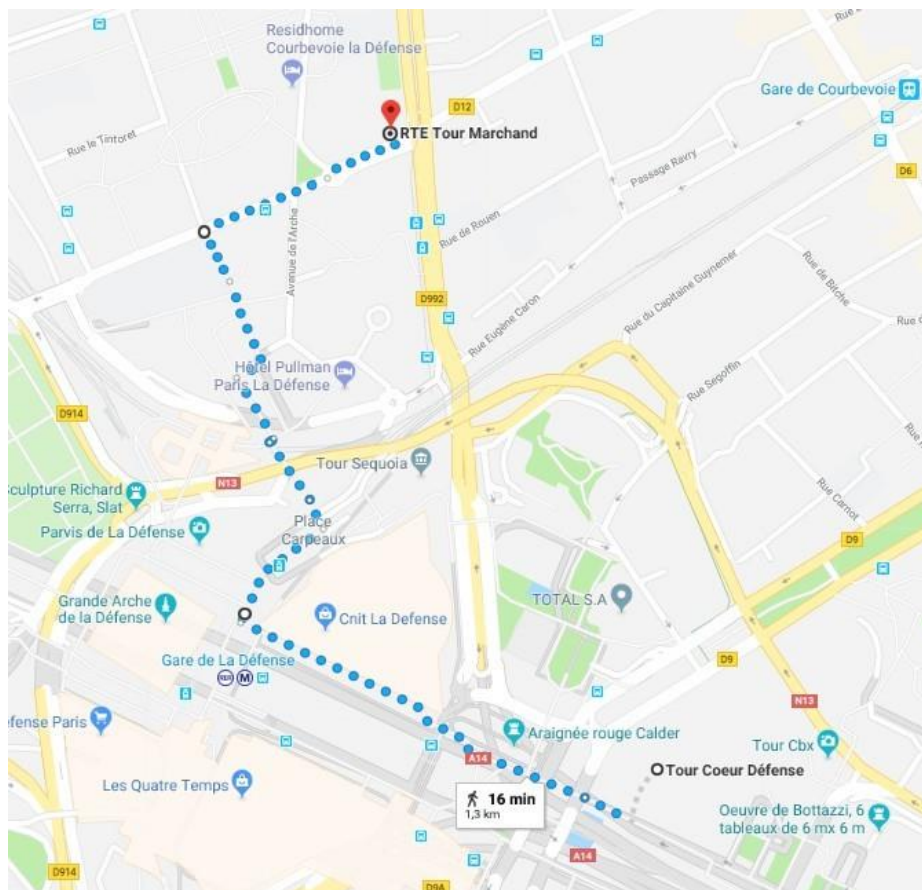 Residhome
Courbevoie la Défense
D12
Gare de Courbevoie
RTE Tour Marchand
Rue le Tintoret
Passage Ravry
D6
Rue de Rouen
Avenue de l'Arche
Rue du Capitaine Guynemer
Rue de Bitche
D992
Rue Eugène Caron
Hôtel Pullman
Paris La Défense
Rue Segoffin
D914
Tour Sequoia
N13
Sculpture Richard
Serra, Slat
Rue Carnot
Place
Carpeaux
Parvis de La Défense
D9
Grande Arche
de la Défense
Cnit La Defense
TOTAL S.A
Gare de La Défense
RER
M
D9
N13
éfense Paris
Araignée rouge Calder
Tour Cbx
A14
Tour Coeur Défense
Les Quatre Temps
16 min
1,3 km
Oeuvre de Bottazzi, 6
tableaux de 6 mx 6 m
A14
D914
D9A